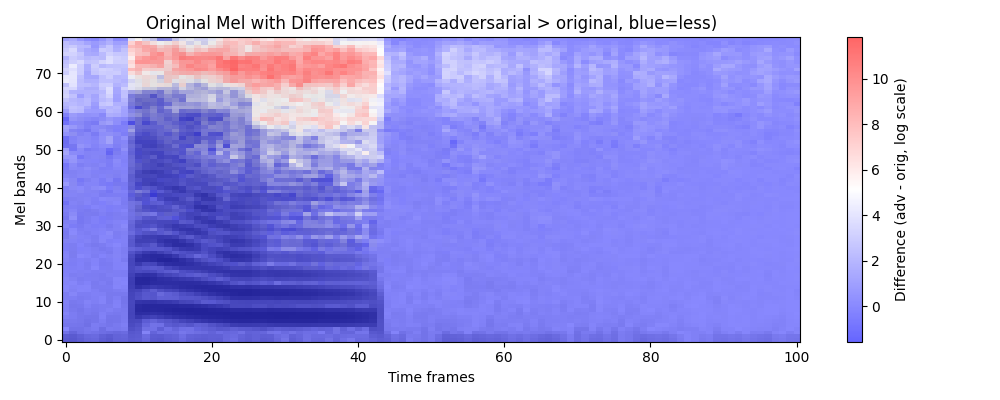 Original Mel with Differences (red=adversarial > original, blue=less)
70
60
50
40
30
20
10
0
Mel bands
0 20 40 60 80 100
Time frames
10
8
6
4
2
0
Difference (adv - orig, log scale)